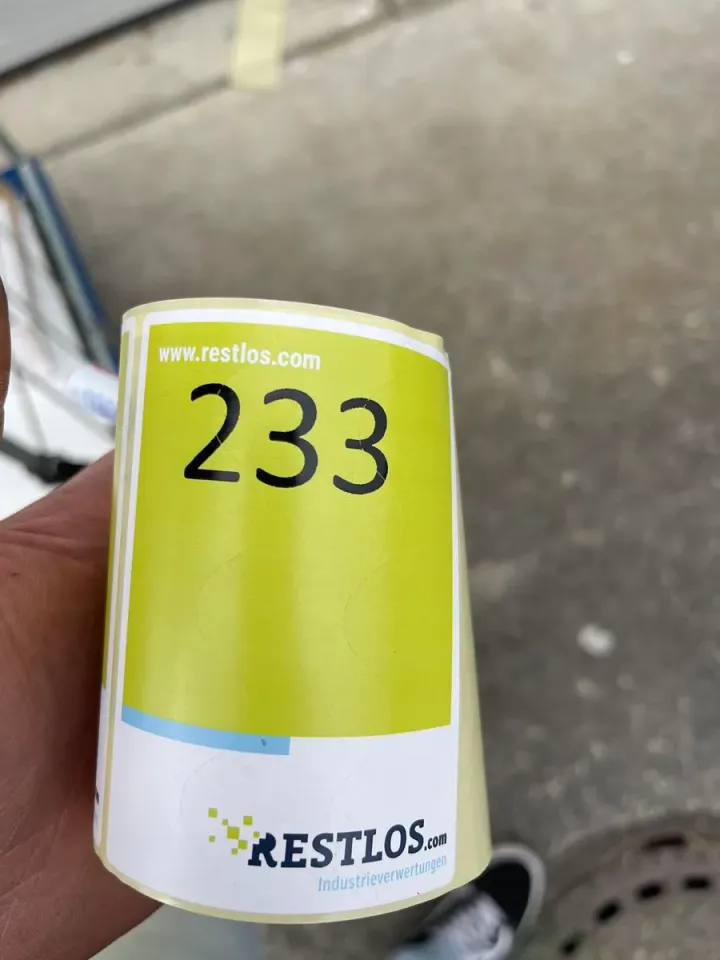 www.restlos.com
233
RESTLOS.com
Industrieverwertungen